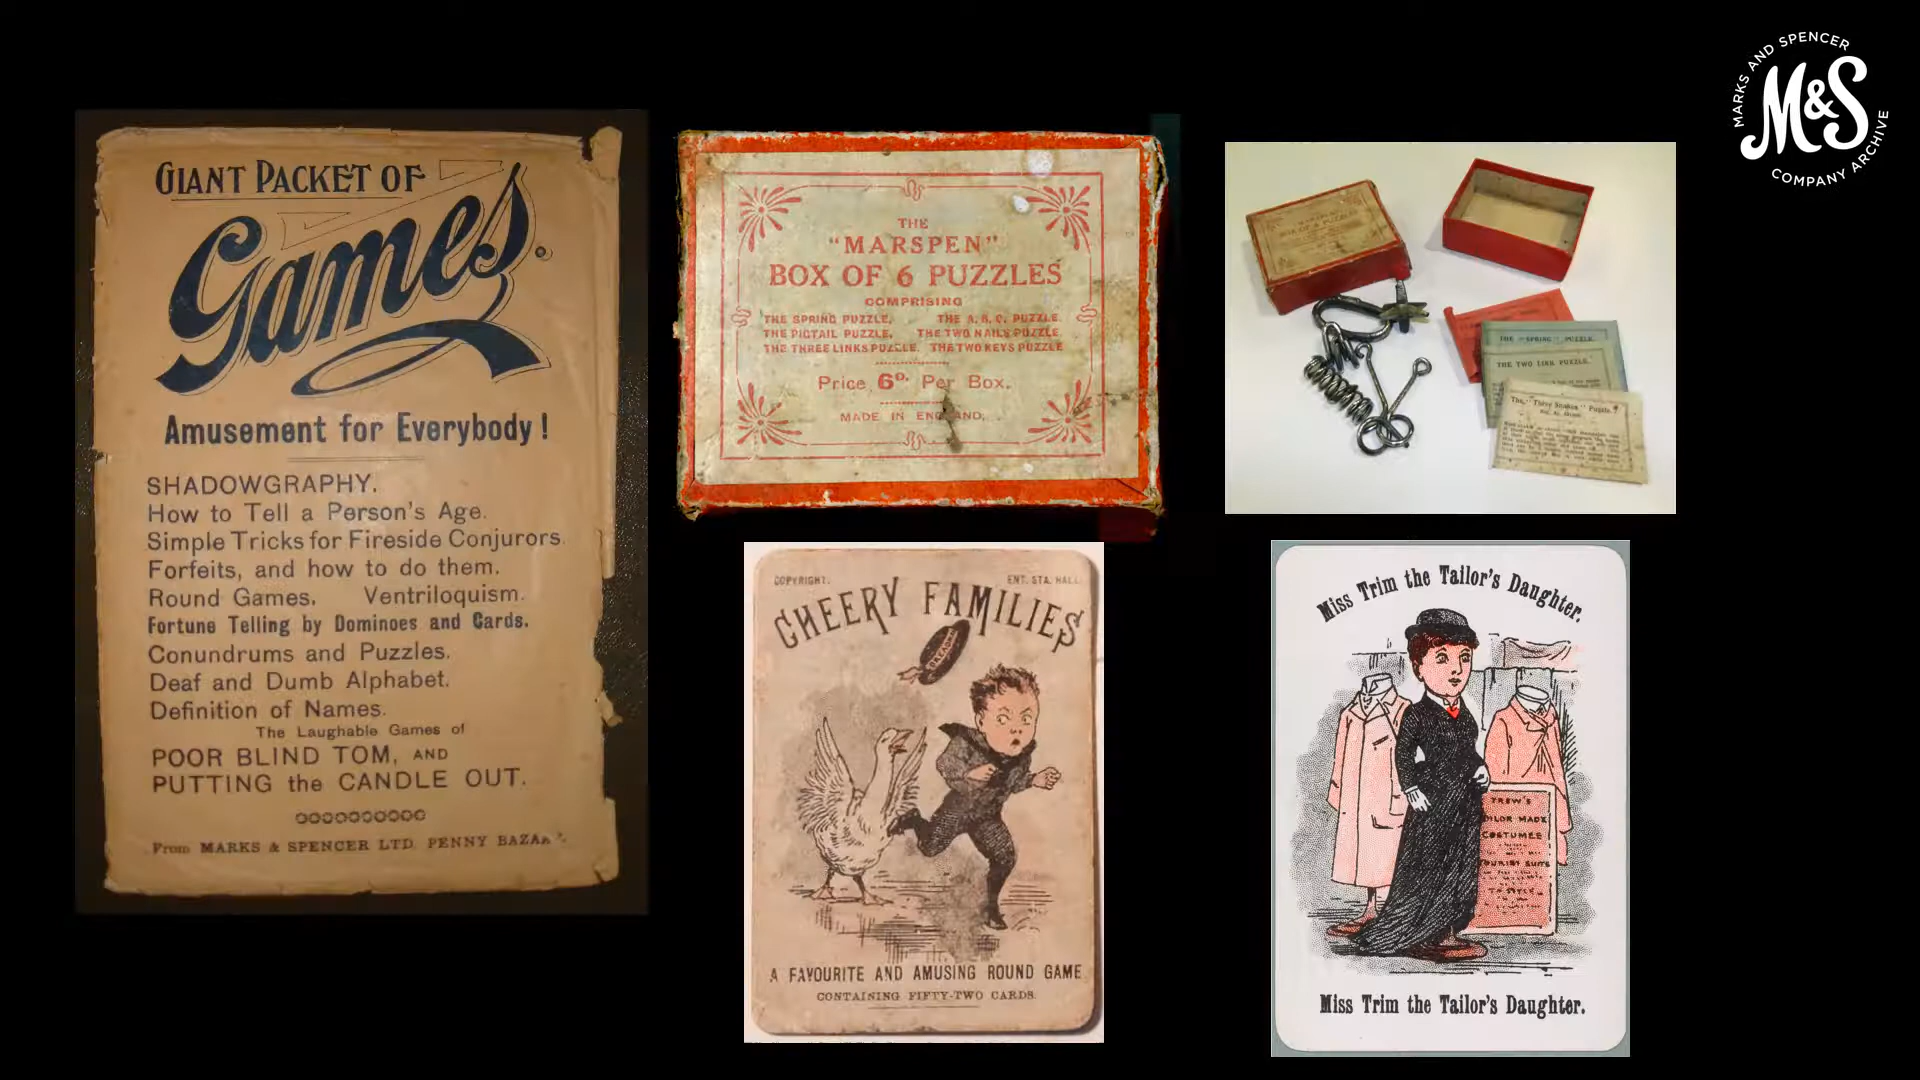 GIANT PACKET OF
Games.
Amusement for Everybody!
SHADOWGRAPHY.
How to Tell a Person's Age.
Simple Tricks for Fireside Conjurors.
Forfeits, and how to do them.
Round Games. Ventriloquism.
Fortune Telling by Dominoes and Cards.
Conundrums and Puzzles.
Deaf and Dumb Alphabet.
Definition of Names.
The Laughable Games of
POOR BLIND TOM, AND
PUTTING the CANDLE OUT.
From MARKS & SPENCER LTD. PENNY BAZAA
THE
"MARSPEN"
BOX OF 6 PUZZLES
COMPRISING
THE SPRING PUZZLE. THE A.B.C. PUZZLE.
THE PIGTAIL PUZZLE. THE TWO NAILS PUZZLE.
THE THREE LINKS PUZZLE. THE TWO KEYS PUZZLE
Price 6D. Per Box.
MADE IN ENGLAND.
THE "SPRING" PUZZLE.
THE TWO LINK PUZZLE.
MARKS AND SPENCER
M&S
COMPANY ARCHIVE
COPYRIGHT. ENT. STA. HALL.
CHEERY FAMILIES
A FAVOURITE AND AMUSING ROUND GAME
CONTAINING FIFTY-TWO CARDS.
Miss Trim the Tailor's Daughter.
TREW'S
TAILOR MADE
COSTUMES
TOURIST SUITS
Miss Trim the Tailor's Daughter.